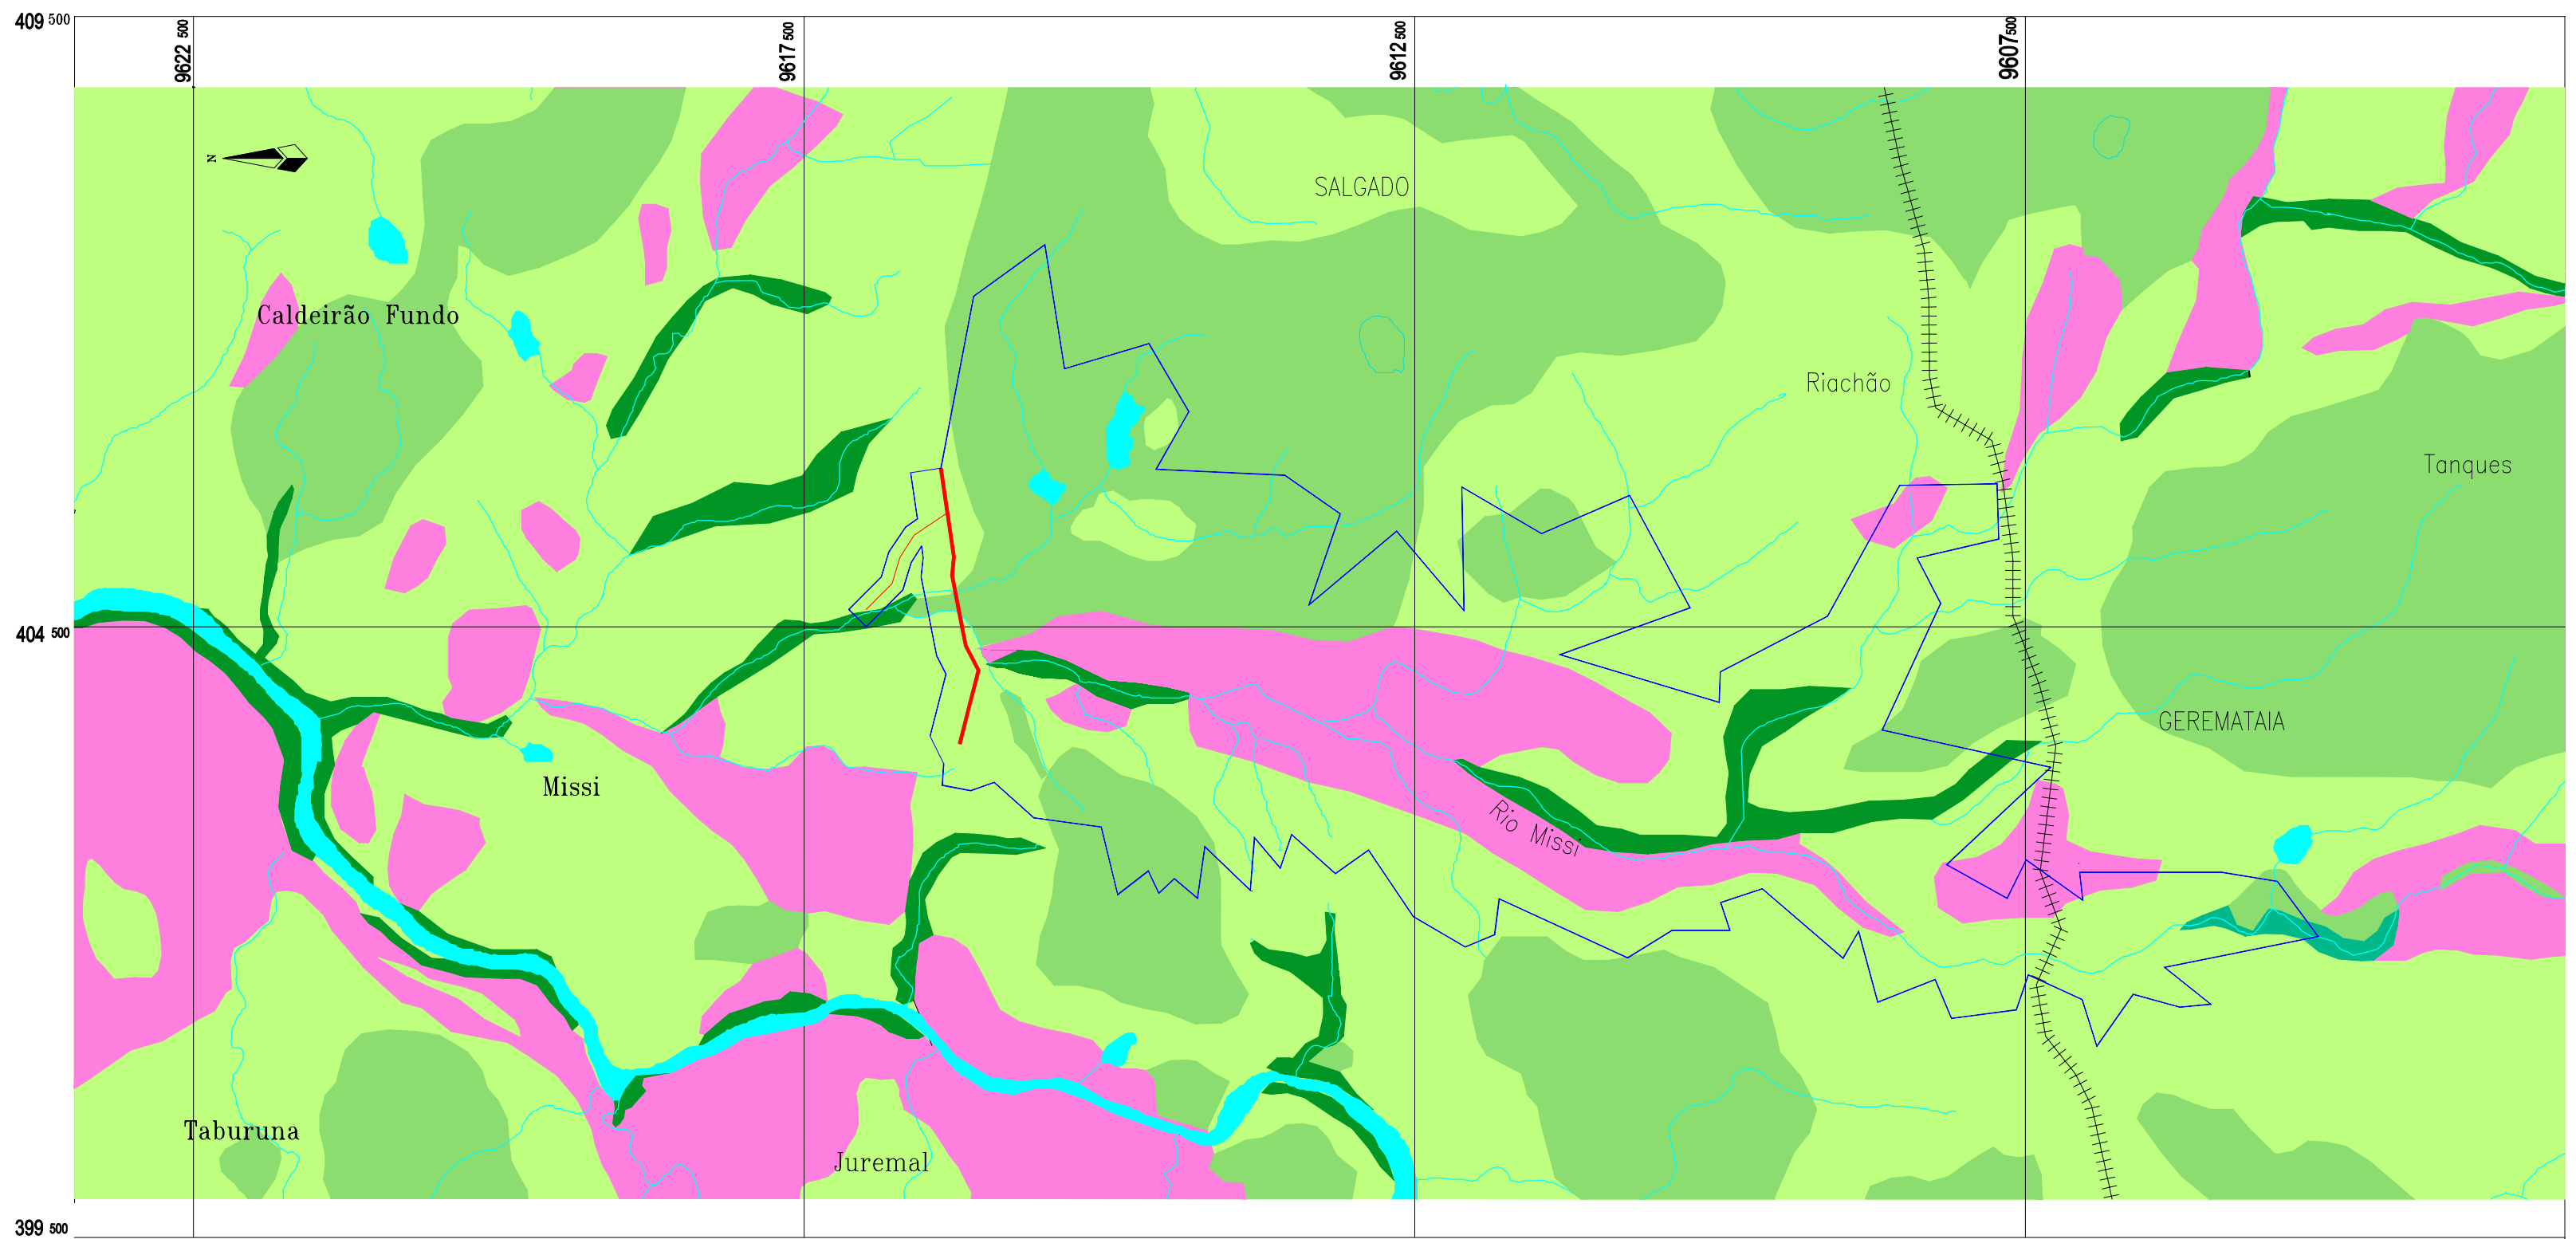 409 500
9622 500
9617 500
9612 500
9607 500
N
SALGADO
Caldeirão Fundo
Riachão
Tanques
404 500
GEREMATAIA
Missi
Rio Missi
Taburuna
Juremal
399 500